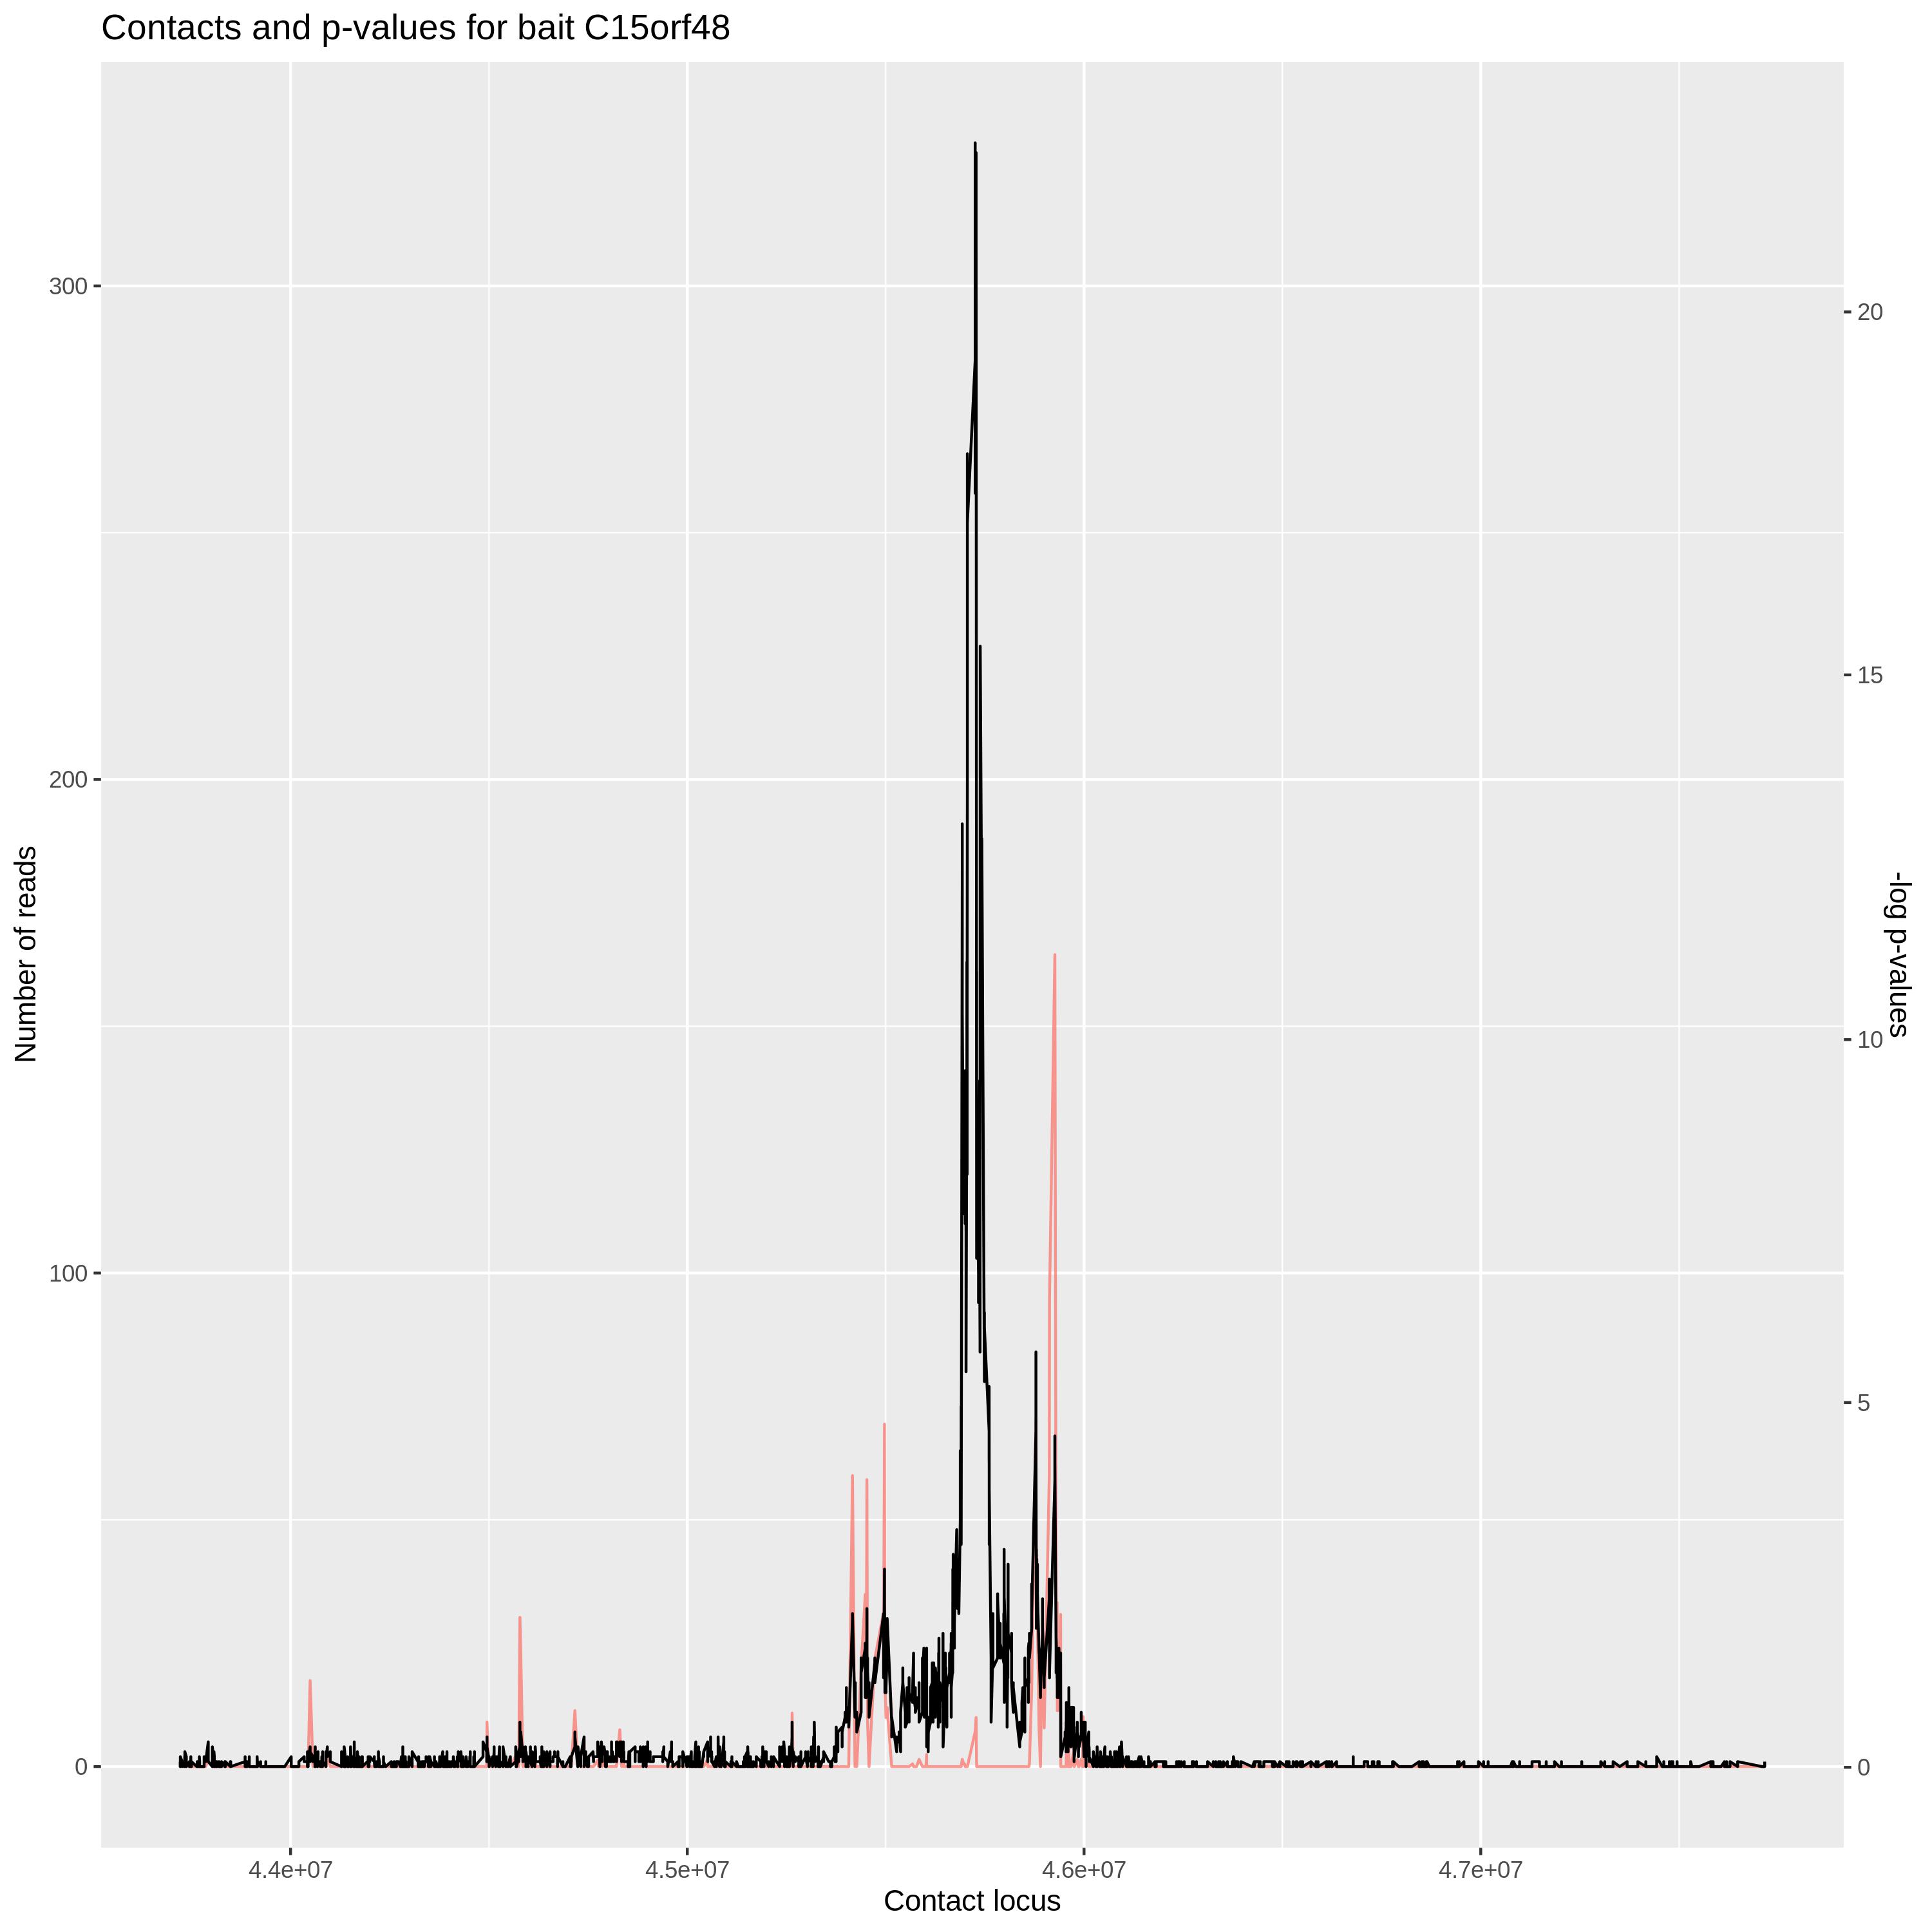 Contacts and p-values for bait C15orf48
300
200
100
0
Number of reads
20
15
10
5
0
-log p-values
4.4e+07
4.5e+07
4.6e+07
4.7e+07
Contact locus